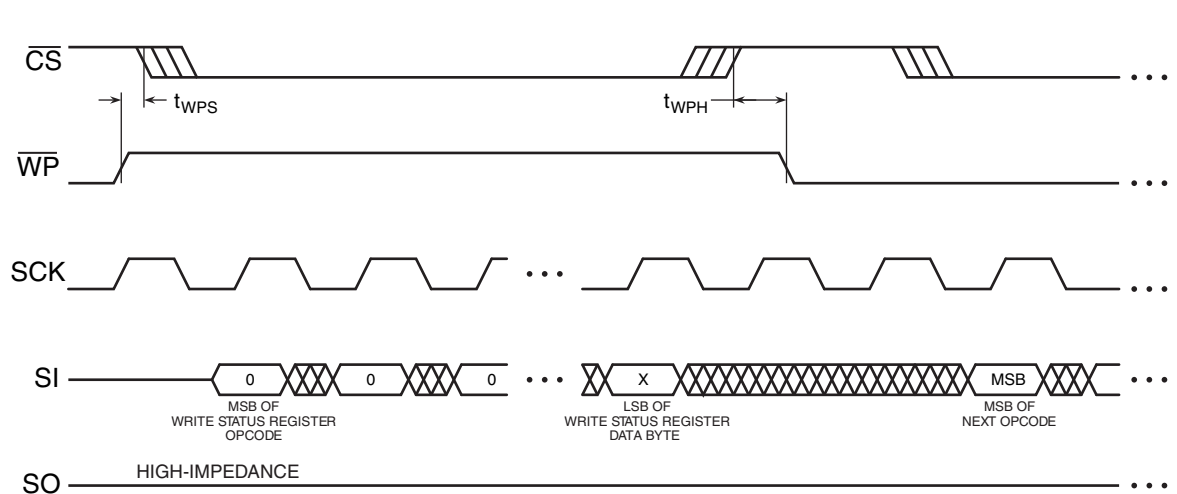 CS
tWPS
tWPH
WP
SCK
SI
0
0
0
X
MSB
MSB OF
WRITE STATUS REGISTER
OPCODE
LSB OF
WRITE STATUS REGISTER
DATA BYTE
MSB OF
NEXT OPCODE
HIGH-IMPEDANCE
SO